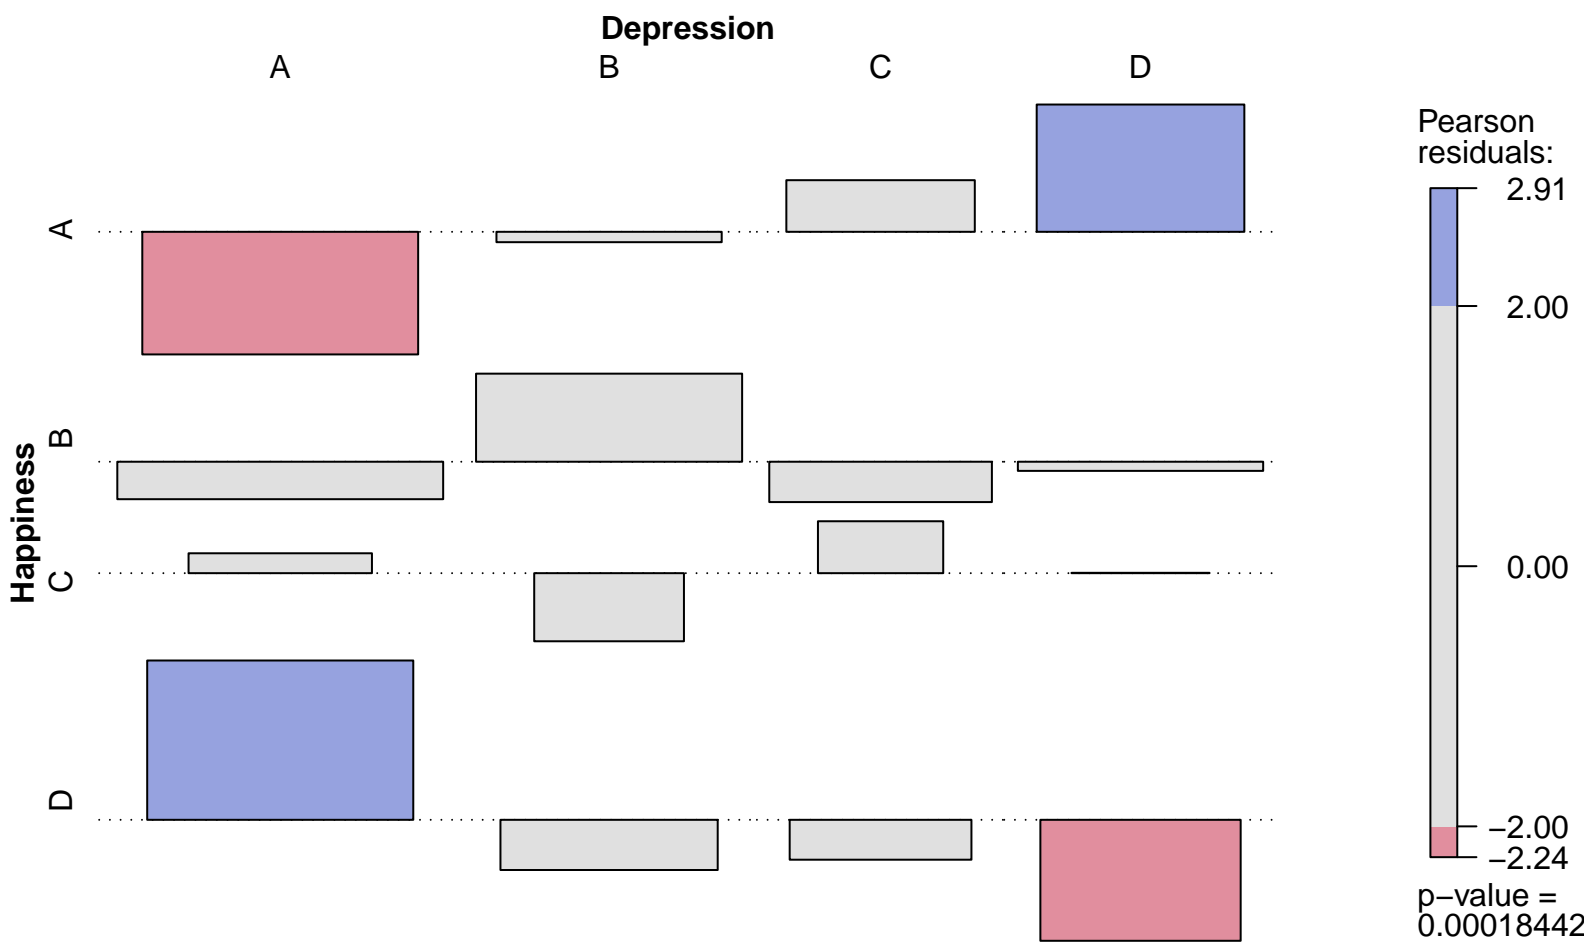 Depression
A B C D
Happiness
A
B
C
D
Pearson
residuals:
2.91
2.00
0.00
−2.00
−2.24
p−value =
0.00018442